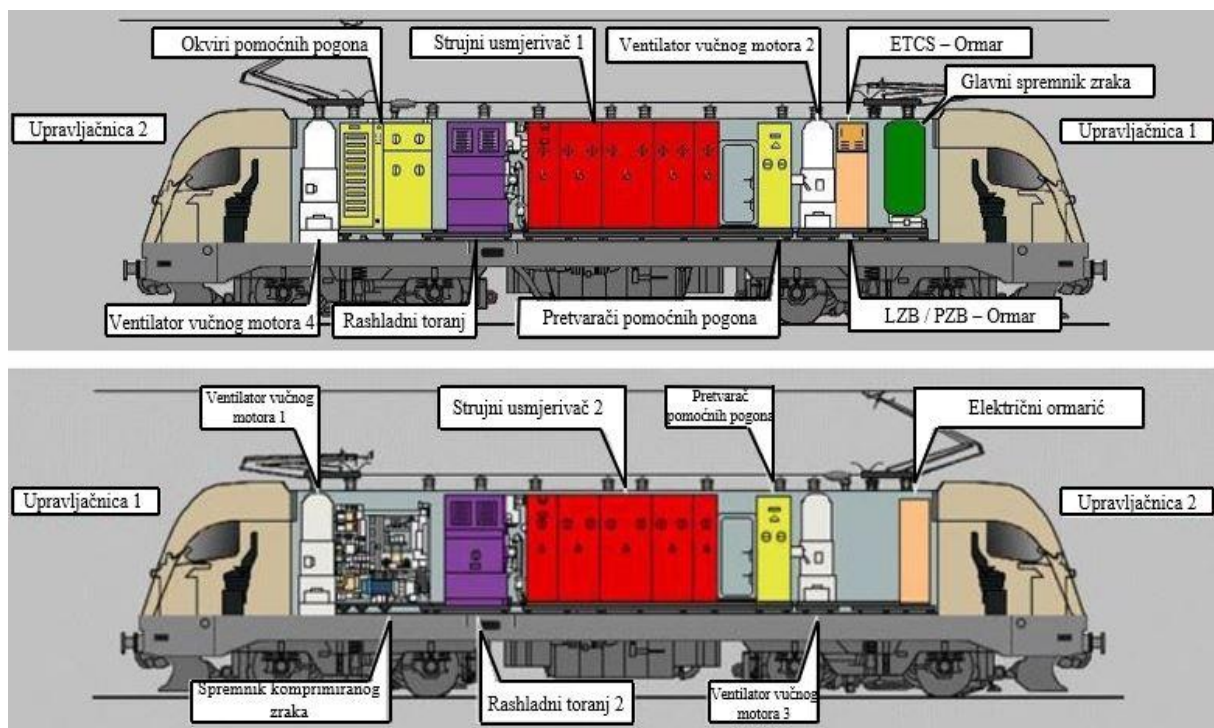 Okviri pomoćnih pogona
Strujni usmjerivač 1
Ventilator vučnog motora 2
ETCS – Ormar
Glavni spremnik zraka
Upravljačnica 2
Upravljačnica 1
Ventilator vučnog motora 4
Rashladni toranj
Pretvarači pomoćnih pogona
LZB / PZB – Ormar
Ventilator vučnog
motora 1
Strujni usmjerivač 2
Pretvarač
pomoćnih pogona
Električni ormarić
Upravljačnica 1
Upravljačnica 2
Spremnik komprimiranog
zraka
Rashladni toranj 2
Ventilator vučnog
motora 3